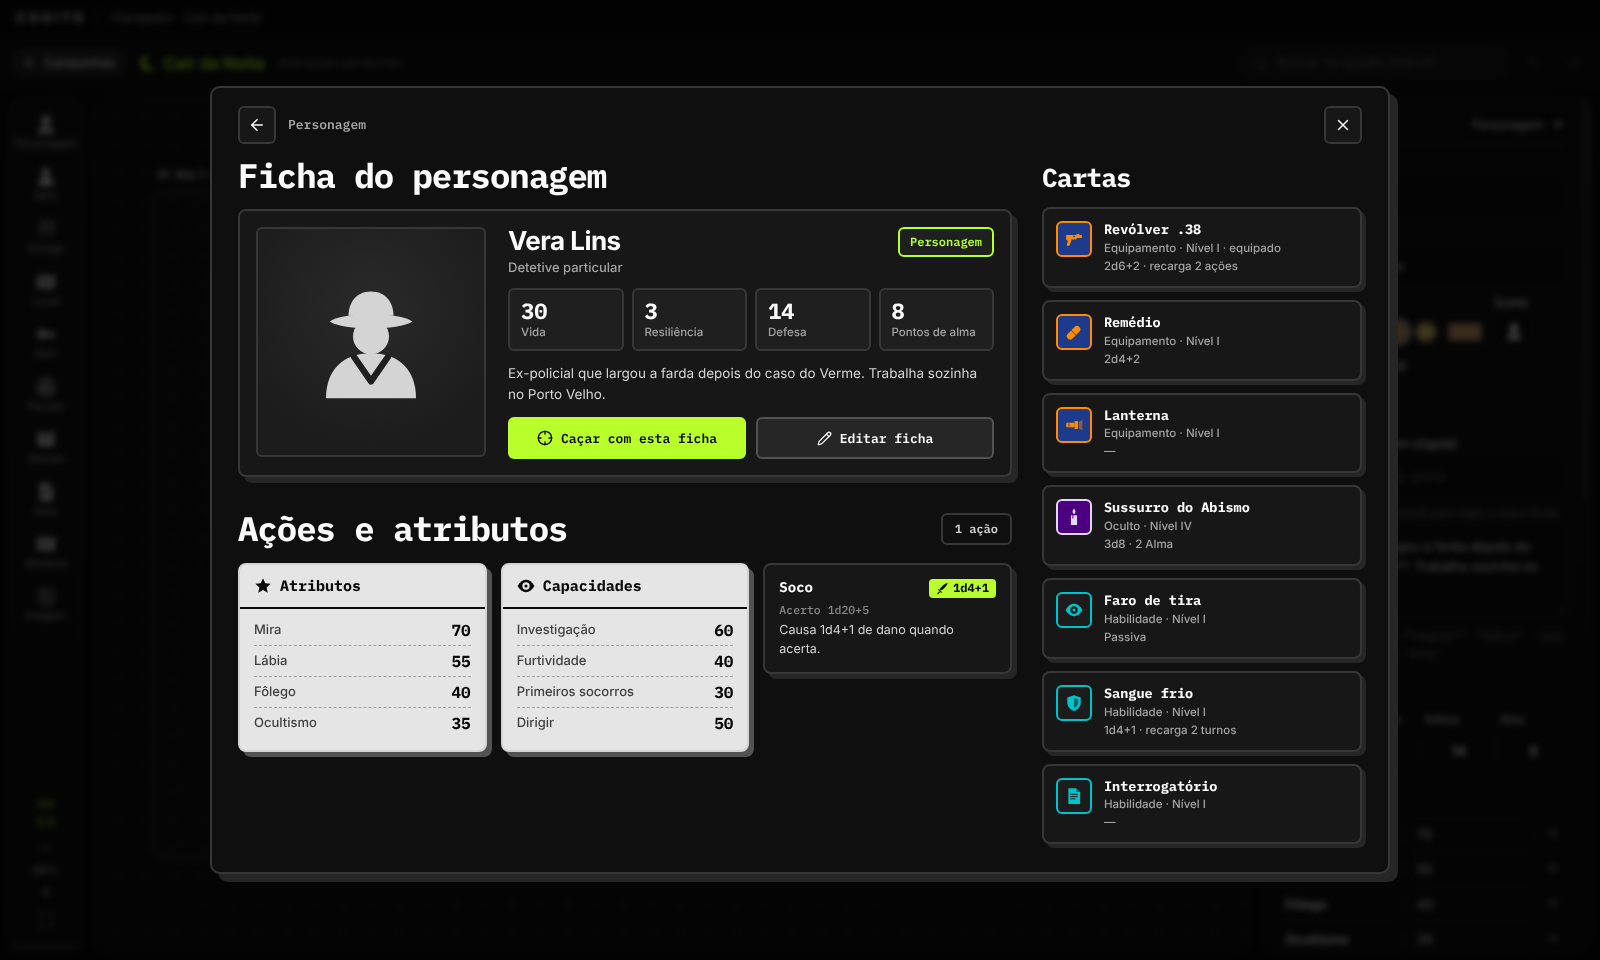 Personagem
Ficha do personagem
Vera Lins
Personagem
Detetive particular
30
Vida
3
Resiliência
14
Defesa
8
Pontos de alma
Ex-policial que largou a farda depois do caso do Verme. Trabalha sozinha
no Porto Velho.
Caçar com esta ficha
Editar ficha
Ações e atributos
1 ação
Atributos
Mira 70
Lábia 55
Fôlego 40
Ocultismo 35
Capacidades
Investigação 60
Furtividade 40
Primeiros socorros 30
Dirigir 50
Soco
1d4+1
Acerto 1d20+5
Causa 1d4+1 de dano quando
acerta.
Cartas
Revólver .38
Equipamento · Nível I · equipado
2d6+2 · recarga 2 ações
Remédio
Equipamento · Nível I
2d4+2
Lanterna
Equipamento · Nível I
—
Sussurro do Abismo
Oculto · Nível IV
3d8 · 2 Alma
Faro de tira
Habilidade · Nível I
Passiva
Sangue frio
Habilidade · Nível I
1d4+1 · recarga 2 turnos
Interrogatório
Habilidade · Nível I
—